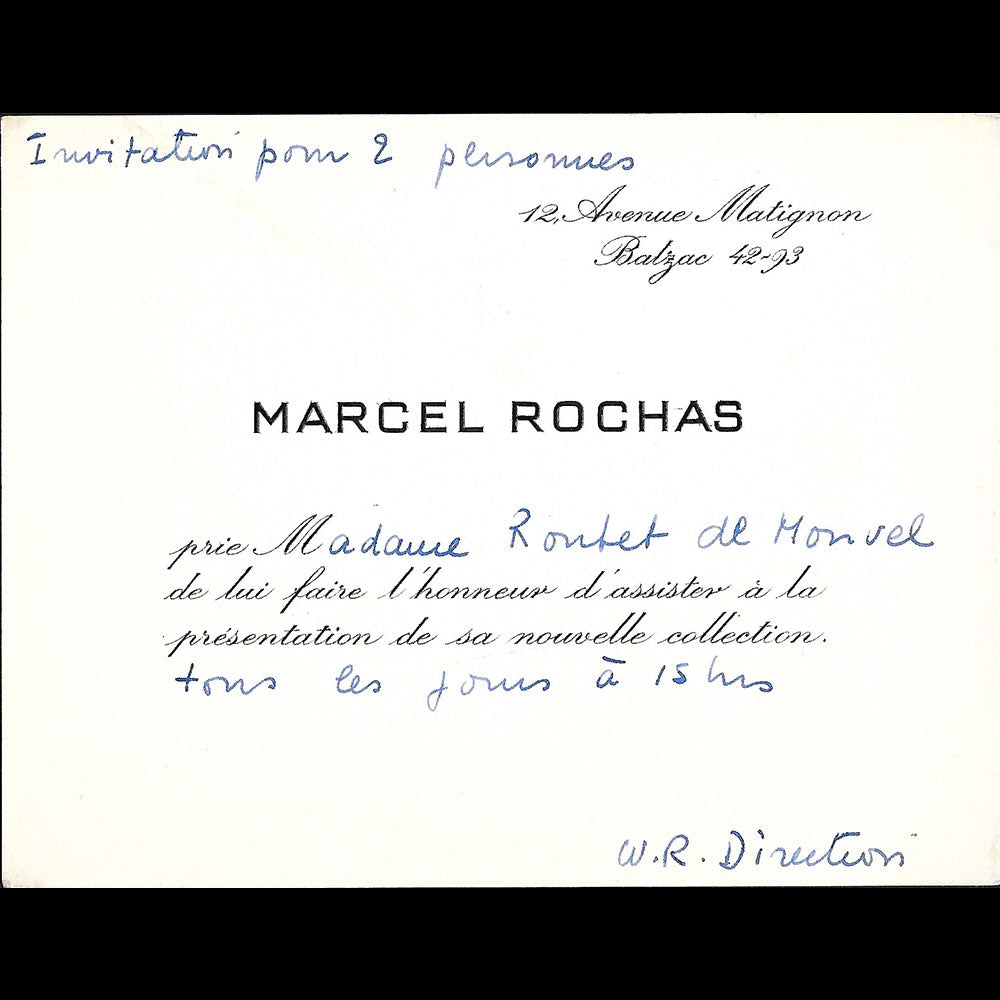 Invitation pour 2 personnes
12, Avenue Matignon
Balzac 42-93
MARCEL ROCHAS
prie Madame Roubet de Monvel
de lui faire l'honneur d'assister à la
présentation de sa nouvelle collection.
tous les jours à 15 hrs
W.R. Direction